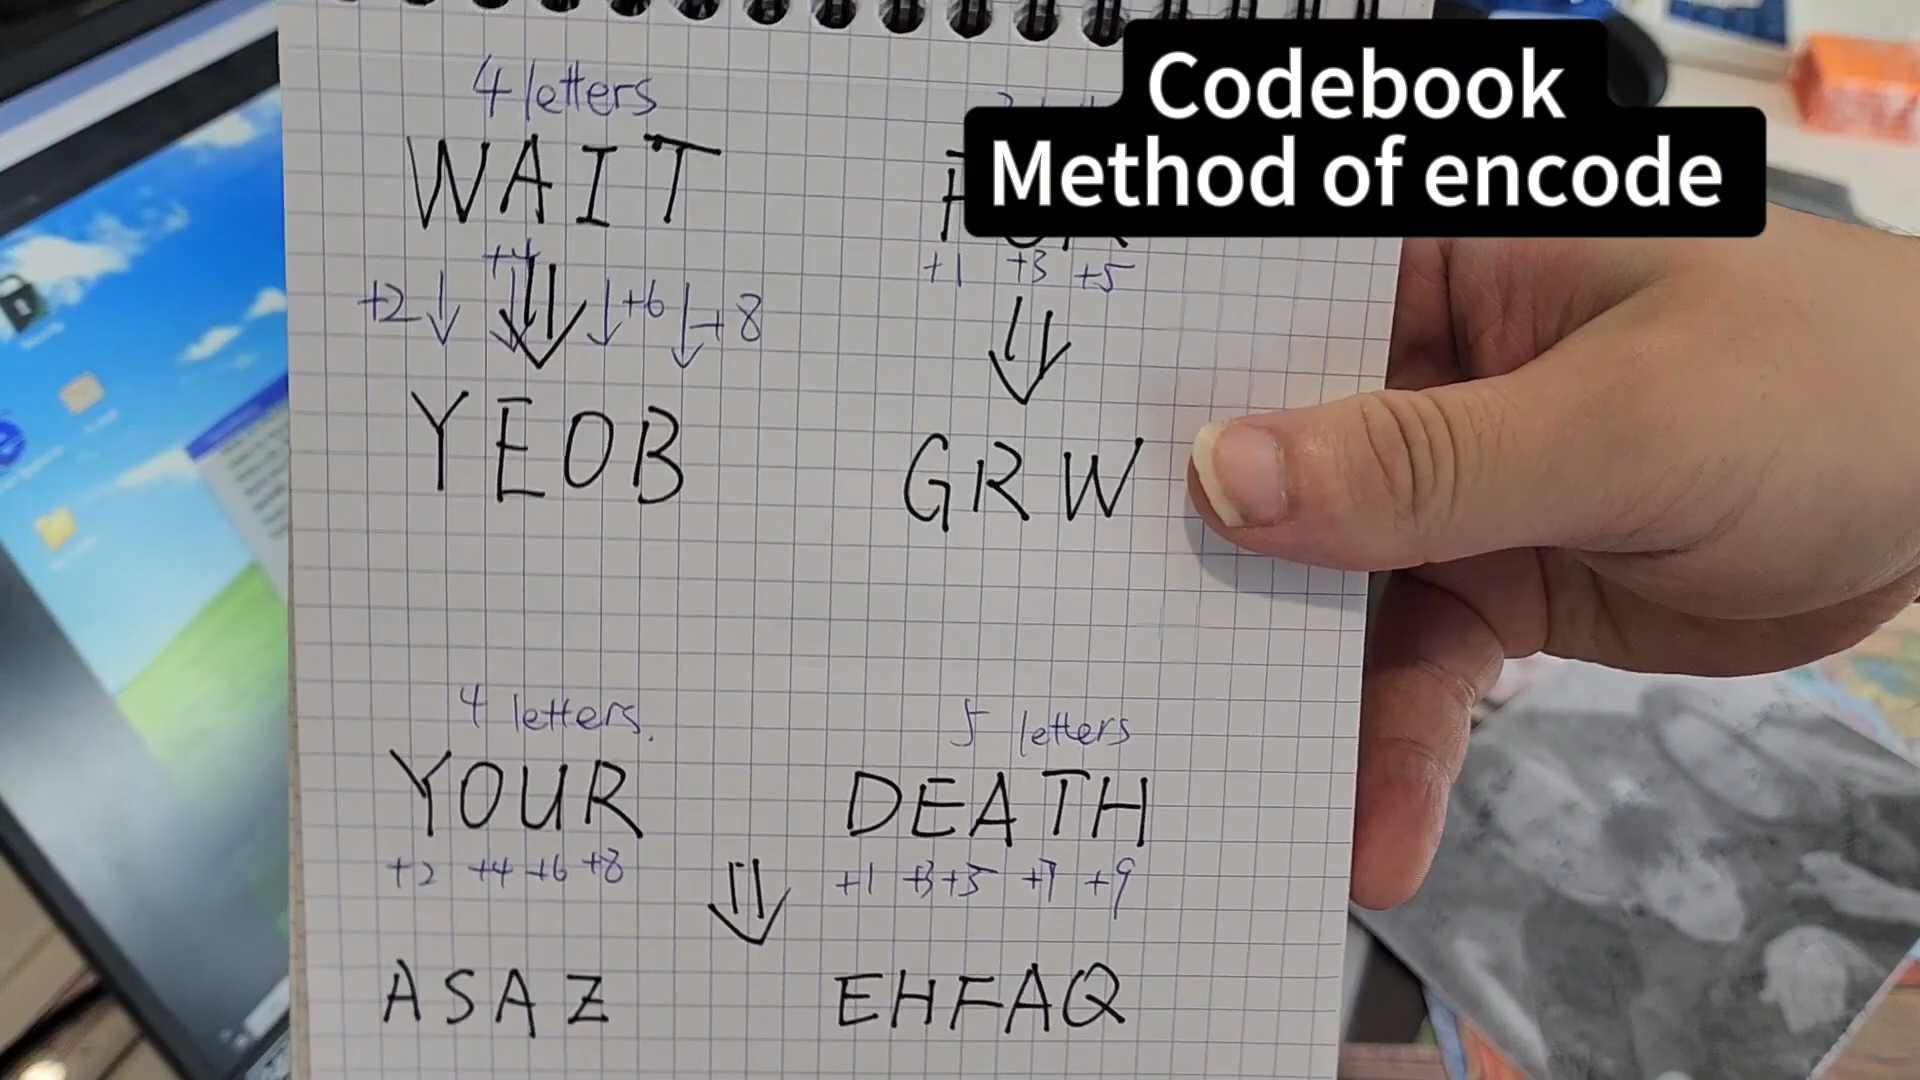 Codebook
Method of encode
4 letters
WAIT
+2 +4 +6 +8
YEOB
+1 +3 +5
GRW
4 letters.
YOUR
+2 +4 +6 +8
ASAZ
5 letters
DEATH
+1 +3 +5 +7 +9
EHFAQ